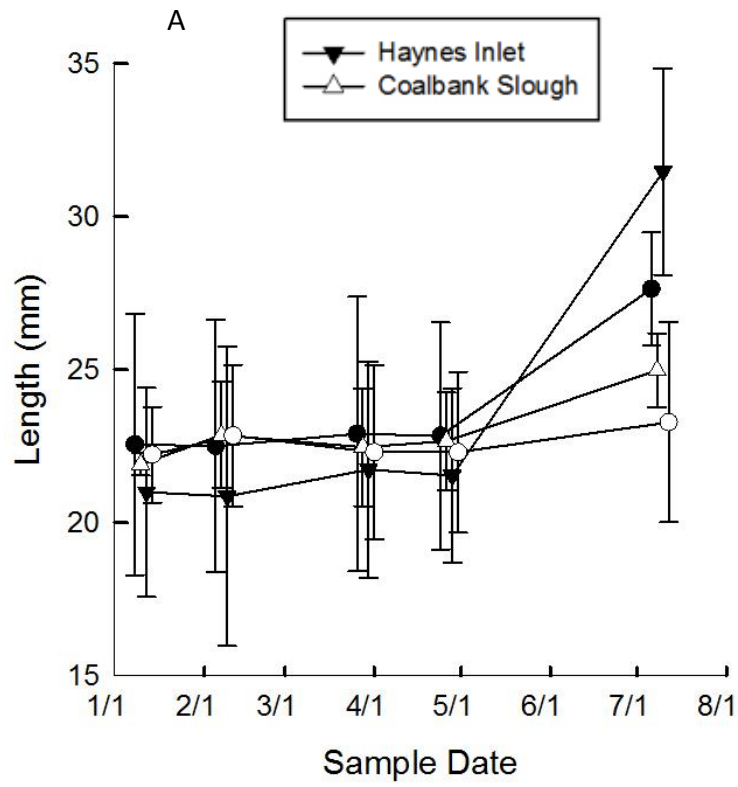 A
Haynes Inlet
Coalbank Slough
35
30
25
20
15
Length (mm)
1/1 2/1 3/1 4/1 5/1 6/1 7/1 8/1
Sample Date